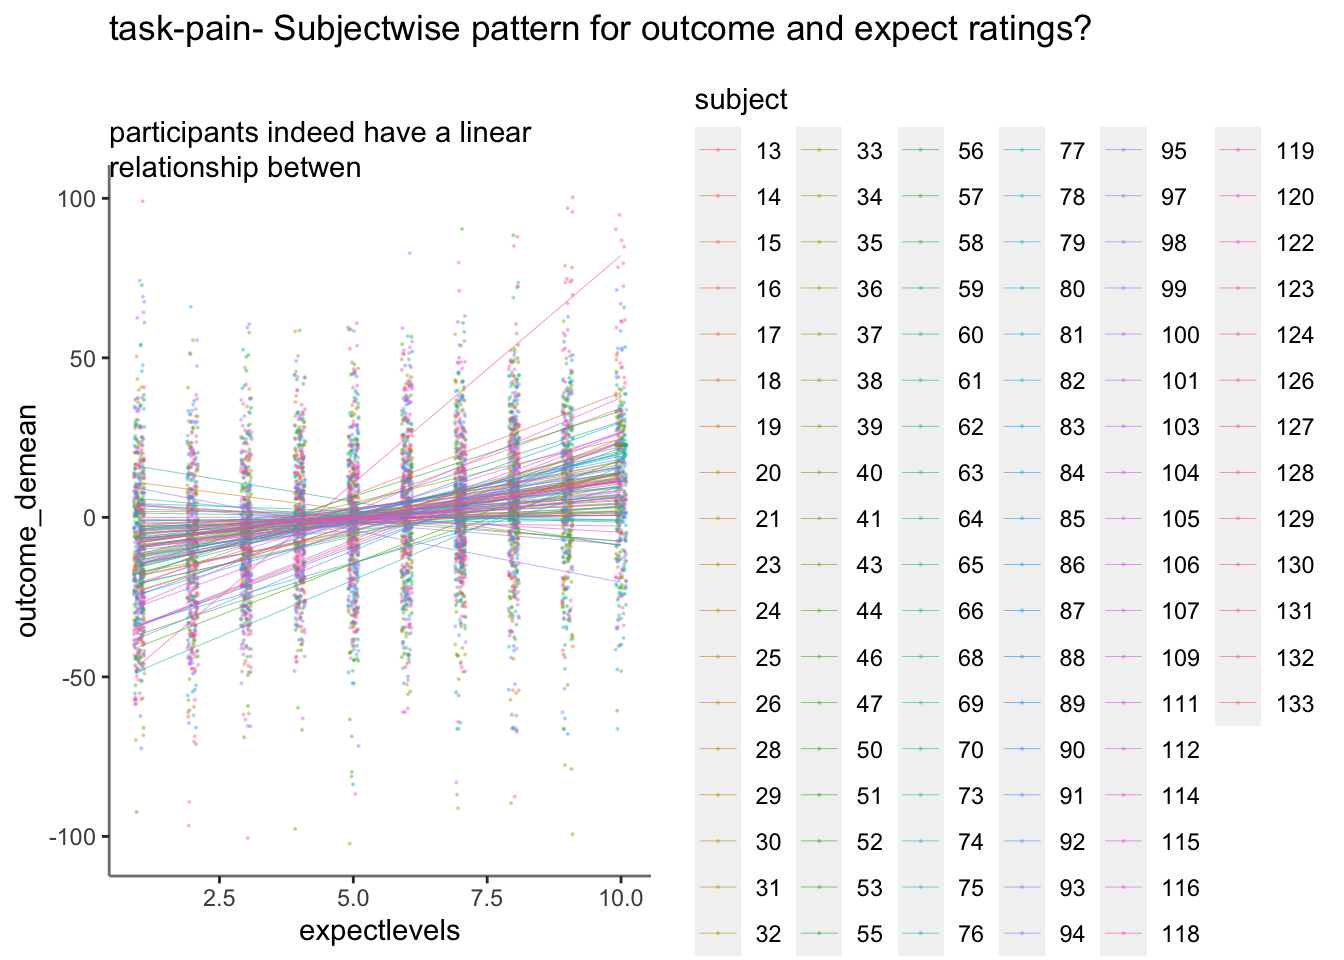 task-pain- Subjectwise pattern for outcome and expect ratings?
participants indeed have a linear
relationship betwen
100
50
0
-50
-100
outcome_demean
2.5 5.0 7.5 10.0
expectlevels
subject
13 33 56 77 95 119
14 34 57 78 97 120
15 35 58 79 98 122
16 36 59 80 99 123
17 37 60 81 100 124
18 38 61 82 101 126
19 39 62 83 103 127
20 40 63 84 104 128
21 41 64 85 105 129
23 43 65 86 106 130
24 44 66 87 107 131
25 46 68 88 109 132
26 47 69 89 111 133
28 50 70 90 112
29 51 73 91 114
30 52 74 92 115
31 53 75 93 116
32 55 76 94 118